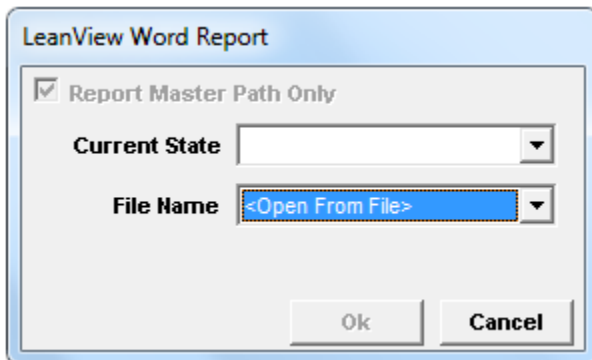 LeanView Word Report
Report Master Path Only
Current State
File Name <Open From File>
Ok Cancel